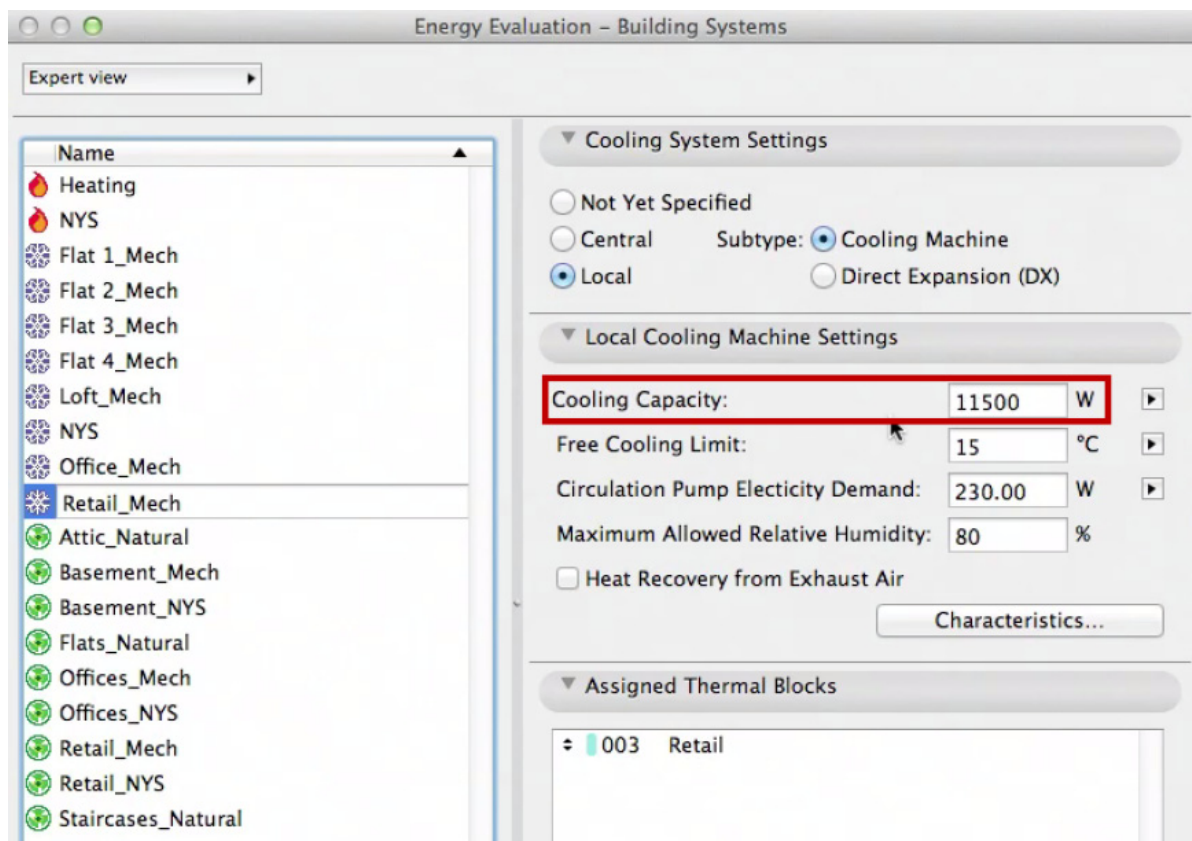 Energy Evaluation – Building Systems
Expert view
Name
Heating
NYS
Flat 1_Mech
Flat 2_Mech
Flat 3_Mech
Flat 4_Mech
Loft_Mech
NYS
Office_Mech
Retail_Mech
Attic_Natural
Basement_Mech
Basement_NYS
Flats_Natural
Offices_Mech
Offices_NYS
Retail_Mech
Retail_NYS
Staircases_Natural
Cooling System Settings
Not Yet Specified
Central Subtype: Cooling Machine
Local Direct Expansion (DX)
Local Cooling Machine Settings
Cooling Capacity: 11500 W
Free Cooling Limit: 15 °C
Circulation Pump Electicity Demand: 230.00 W
Maximum Allowed Relative Humidity: 80 %
Heat Recovery from Exhaust Air
Characteristics...
Assigned Thermal Blocks
003 Retail